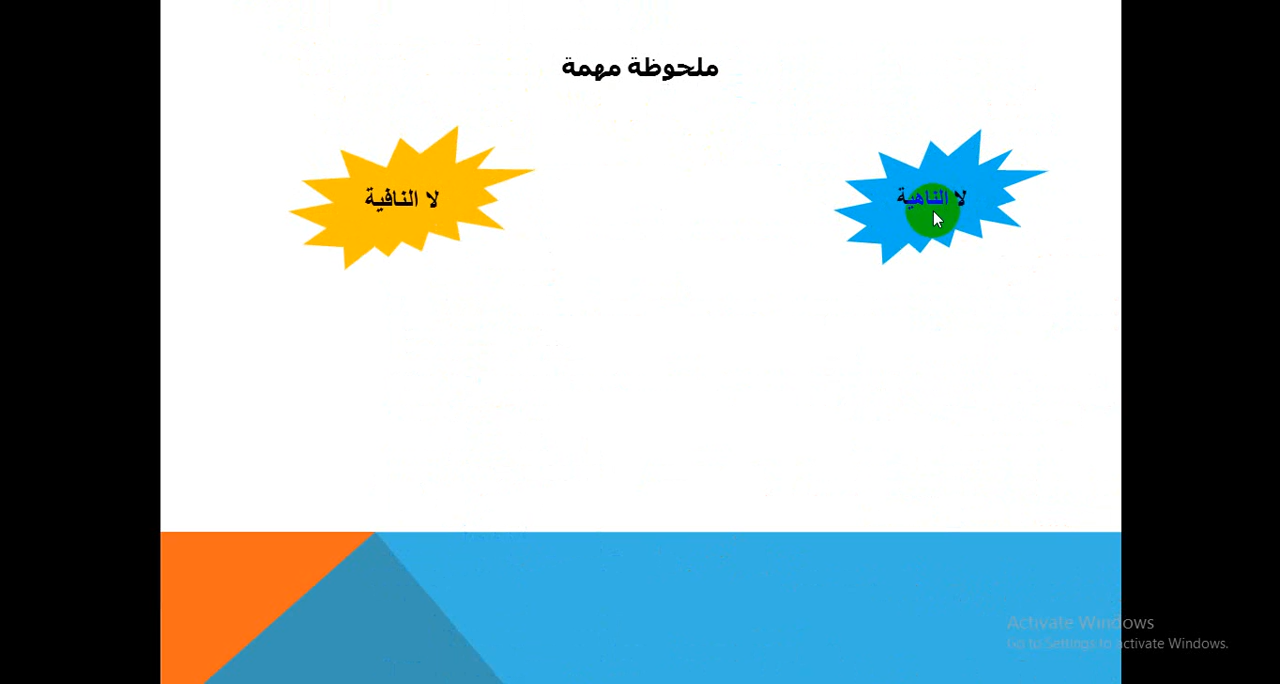 ملحوظة مهمة
لا الناهية
لا النافية
Activate Windows
Go to Settings to activate Windows.